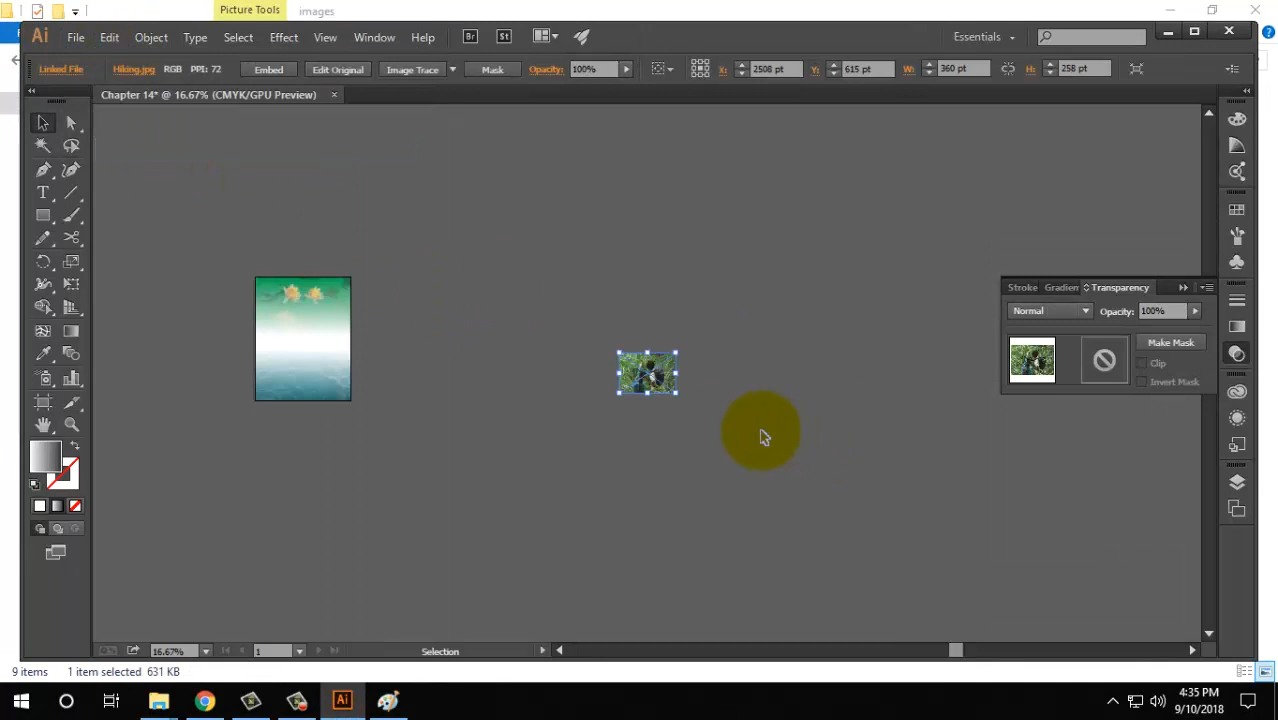 Picture Tools
images
Ai
File Edit Object Type Select Effect View Window Help Br St Essentials
Linked File Hiking.jpg RGB PPI: 72 Embed Edit Original Image Trace Mask Opacity: 100% X: 2508 pt Y: 615 pt W: 360 pt H: 258 pt
Chapter 14* @ 16.67% (CMYK/GPU Preview) ×
Stroke Gradien Transparency
Normal Opacity: 100%
Make Mask
Clip
Invert Mask
16.67% 1 Selection
9 items 1 item selected 631 KB
Ai
4:35 PM
9/10/2018